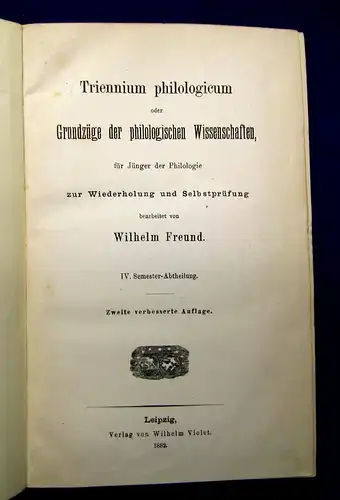 Triennium philologicum
oder
Grundzüge der philologischen Wissenschaften,
für Jünger der Philologie
zur Wiederholung und Selbstprüfung
bearbeitet von
Wilhelm Freund.
IV. Semester-Abtheilung.
Zweite verbesserte Auflage.
Leipzig,
Verlag von Wilhelm Violet.
1882.